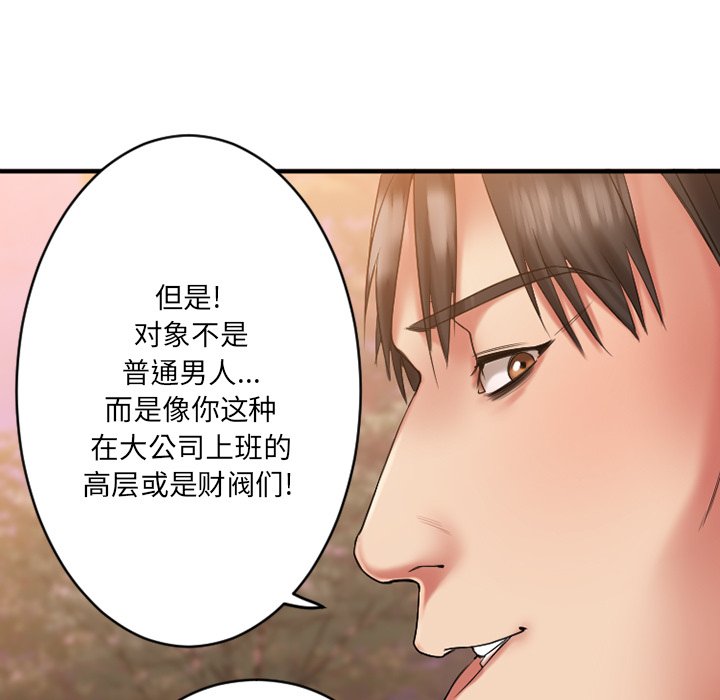 但是!
对象不是
普通男人...
而是像你这种
在大公司上班的
高层或是财阀们!